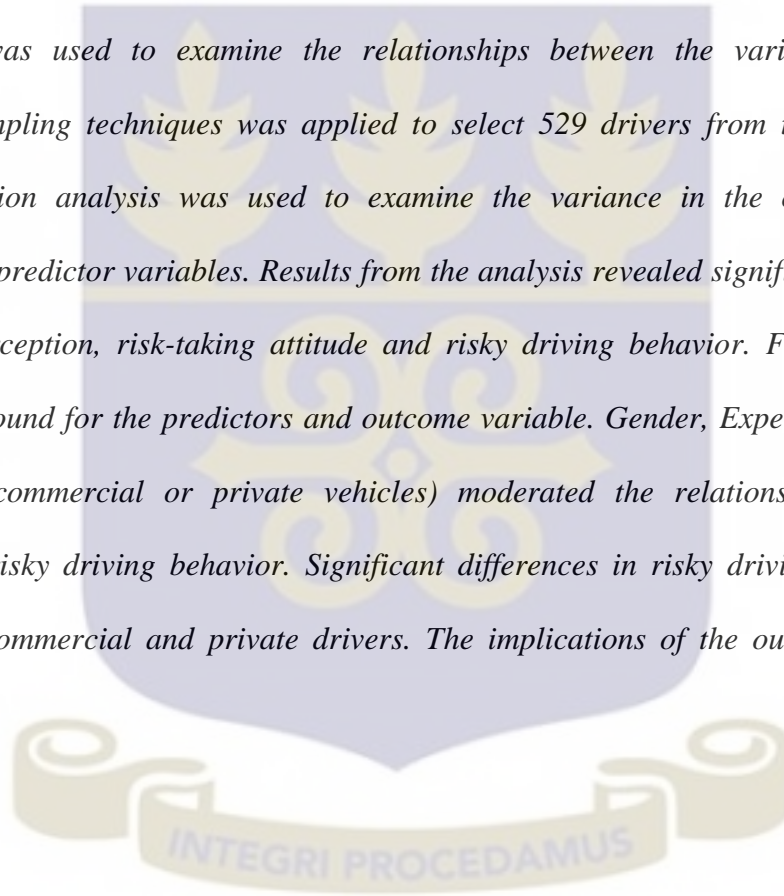 was used to examine the relationships between the vari
mpling techniques was applied to select 529 drivers from
ion analysis was used to examine the variance in the
predictor variables. Results from the analysis revealed signif
ception, risk-taking attitude and risky driving behavior. F
ound for the predictors and outcome variable. Gender, Expe
commercial or private vehicles) moderated the relations
isky driving behavior. Significant differences in risky drivi
ommercial and private drivers. The implications of the ou
INTEGRI PROCEDAMUS